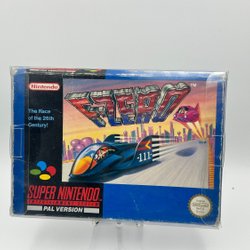 Nintendo
F-ZERO
The Race
of the 26th
Century!
SUPER NINTENDO
ENTERTAINMENT SYSTEM
PAL VERSION